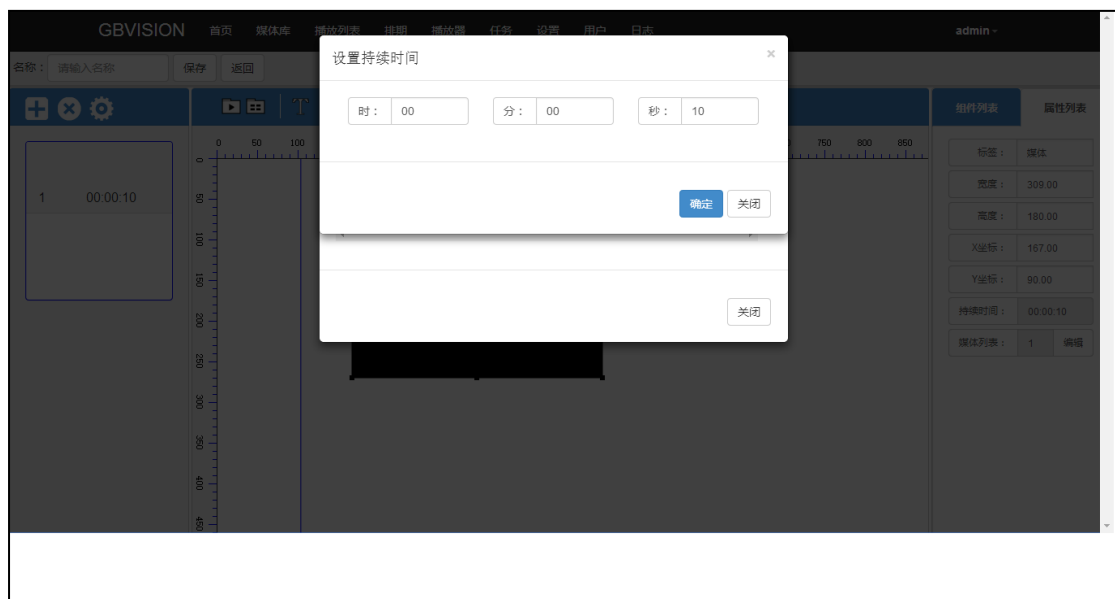 GBVISION 首页 媒体库 播放列表 排期 播放器 任务 设置 用户 日志 admin
名称： 请输入名称 保存 返回
设置持续时间 ×
时： 00 分： 00 秒： 10
确定 关闭
关闭
组件列表 属性列表
0 50 100 750 800 850
1 00:00:10
0
50
100
150
200
250
300
350
400
450
标签： 媒体
宽度： 309.00
高度： 180.00
X坐标： 167.00
Y坐标： 90.00
持续时间： 00:00:10
媒体列表： 1 编辑